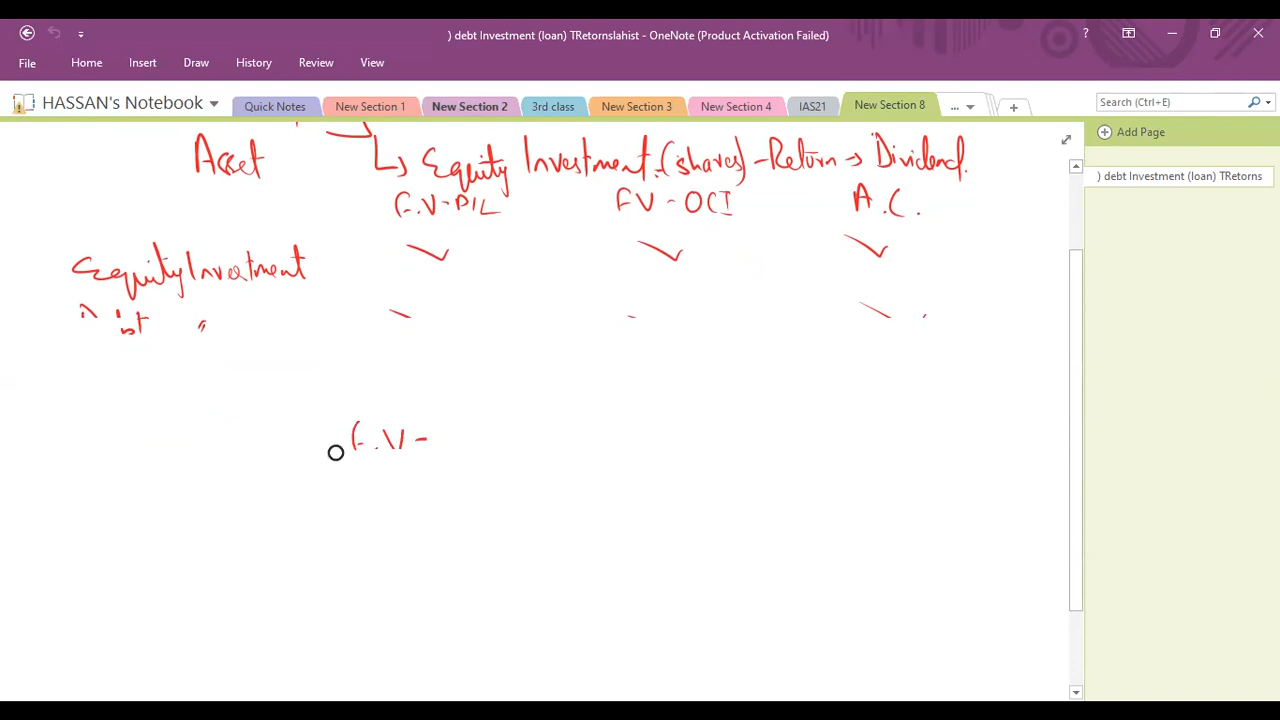 ) debt Investment (loan) TRetornslahist - OneNote (Product Activation Failed)
?
File Home Insert Draw History Review View
HASSAN's Notebook Quick Notes New Section 1 New Section 2 3rd class New Section 3 New Section 4 IAS21 New Section 8 ... +
Search (Ctrl+E)
Add Page
) debt Investment (loan) TReturns
Asset
Equity Investment (shares) - Return → Dividend.
F.V - P/L FV - OCI A.C.
Equity Investment
"
F.V -